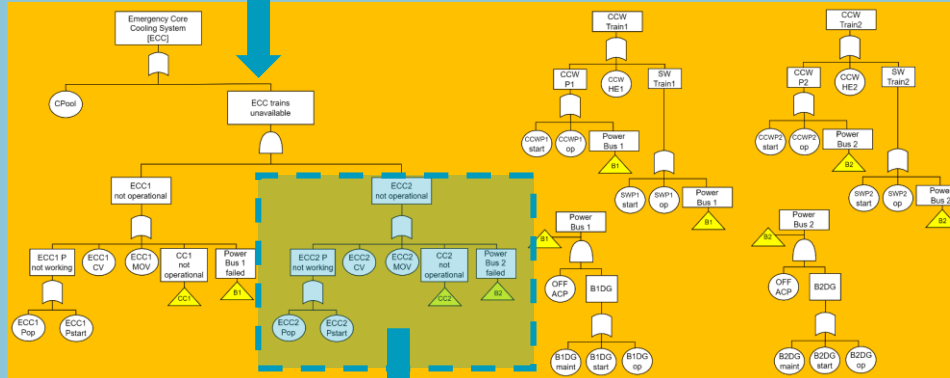 Emergency Core
Cooling System
[ECC]
CPool
ECC trains
unavailable
ECC1
not operational
ECC1 P
not working
ECC1
CV
ECC1
MOV
CC1
not
operational
Power
Bus 1
failed
CC1
B1
ECC1
Pop
ECC1
Pstart
ECC2
not operational
ECC2 P
not working
ECC2
CV
ECC2
MOV
CC2
not
operational
Power
Bus 2
failed
CC2
B2
ECC2
Pop
ECC2
Pstart
CCW
Train1
CCW
P1
CCW
HE1
SW
Train1
CCWP1
start
CCWP1
op
Power
Bus 1
B1
SWP1
start
SWP1
op
Power
Bus 1
B1
Power
Bus 1
B1
OFF
ACP
B1DG
B1DG
maint
B1DG
start
B1DG
op
CCW
Train2
CCW
P2
CCW
HE2
SW
Train2
CCWP2
start
CCWP2
op
Power
Bus 2
B2
SWP2
start
SWP2
op
Power
Bus 2
B2
Power
Bus 2
B2
OFF
ACP
B2DG
B2DG
maint
B2DG
start
B2DG
op